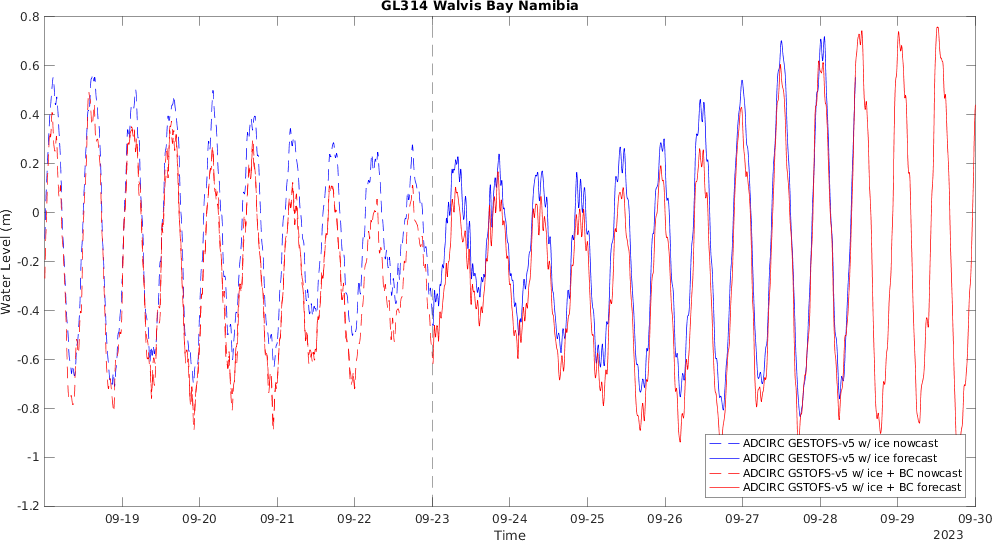 GL314 Walvis Bay Namibia
0.8
0.6
0.4
0.2
0
-0.2
-0.4
-0.6
-0.8
-1
-1.2
Water Level (m)
ADCIRC GESTOFS-v5 w/ ice nowcast
ADCIRC GESTOFS-v5 w/ ice forecast
ADCIRC GSTOFS-v5 w/ ice + BC nowcast
ADCIRC GSTOFS-v5 w/ ice + BC forecast
09-19 09-20 09-21 09-22 09-23 09-24 09-25 09-26 09-27 09-28 09-29 09-30
Time
2023